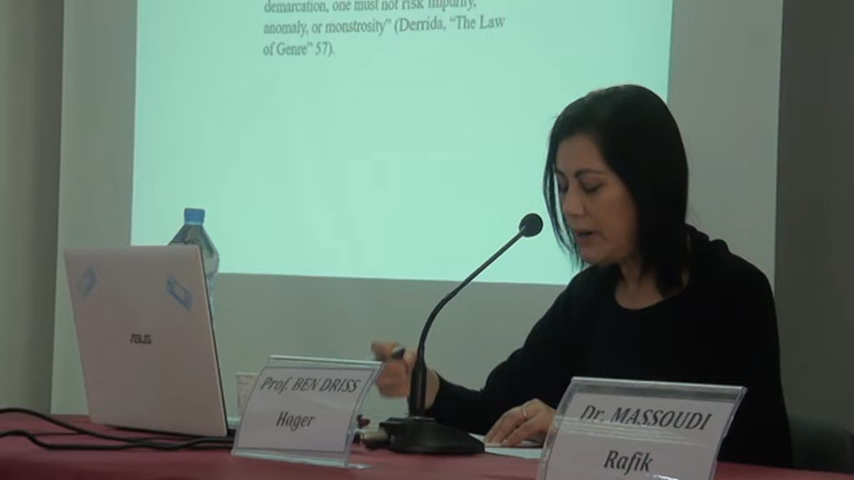 demarcation, one must not risk impurity,
anomaly, or monstrosity" (Derrida, "The Law
of Genre" 57).
ASUS
Prof. BEN DRISS
Hager
Dr. MASSOUDI
Rafik